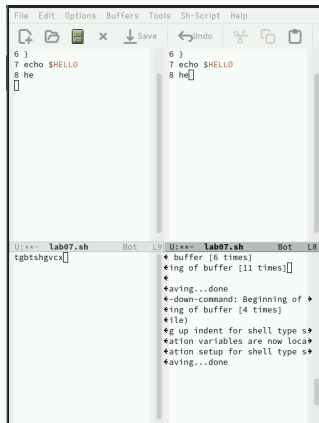 File Edit Options Buffers Tools Sh-Script Help
Save Undo
6 }
7 echo $HELLO
8 he
6 }
7 echo $HELLO
8 he
U:**- lab07.sh Bot L9
U:**- lab07.sh Bot L8
tgbtshgvcx
buffer [6 times]
ing of buffer [11 times]
aving...done
-down-command: Beginning of
ing of buffer [4 times]
ile)
g up indent for shell type s
ation variables are now loca
ation setup for shell type s
aving...done